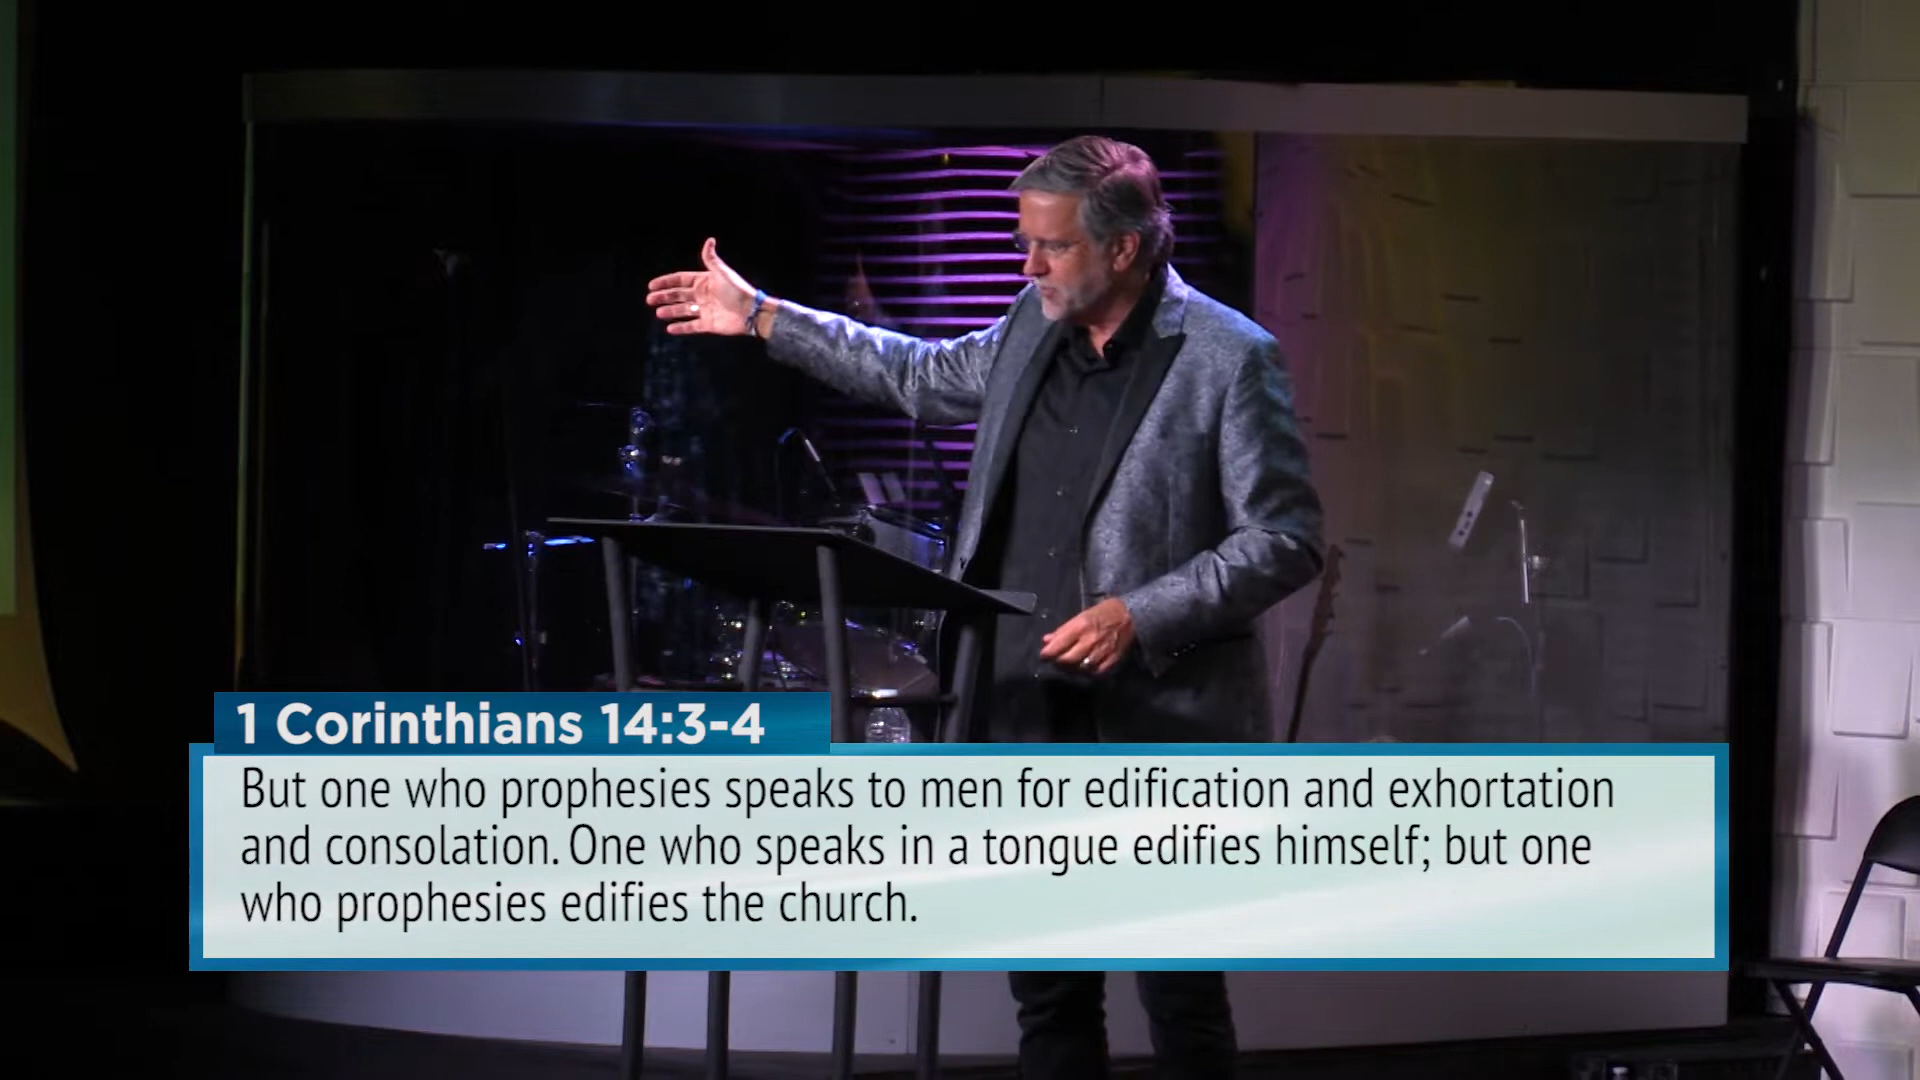 1 Corinthians 14:3-4
But one who prophesies speaks to men for edification and exhortation
and consolation. One who speaks in a tongue edifies himself; but one
who prophesies edifies the church.